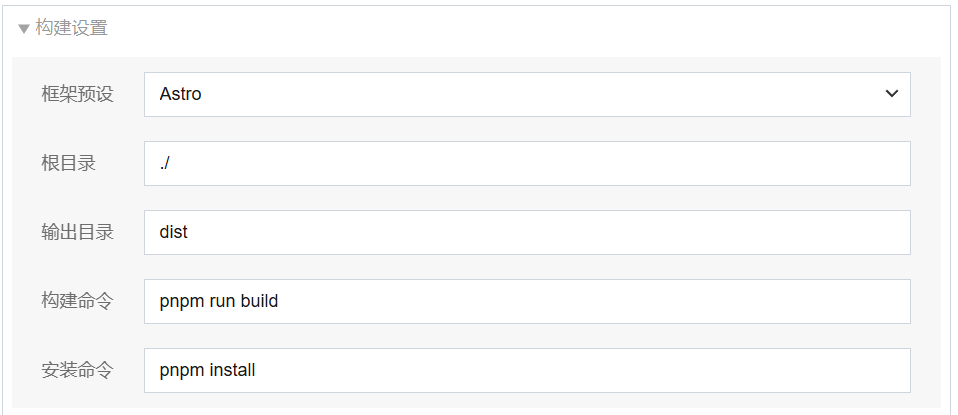 构建设置
框架预设 Astro
根目录 ./
输出目录 dist
构建命令 pnpm run build
安装命令 pnpm install